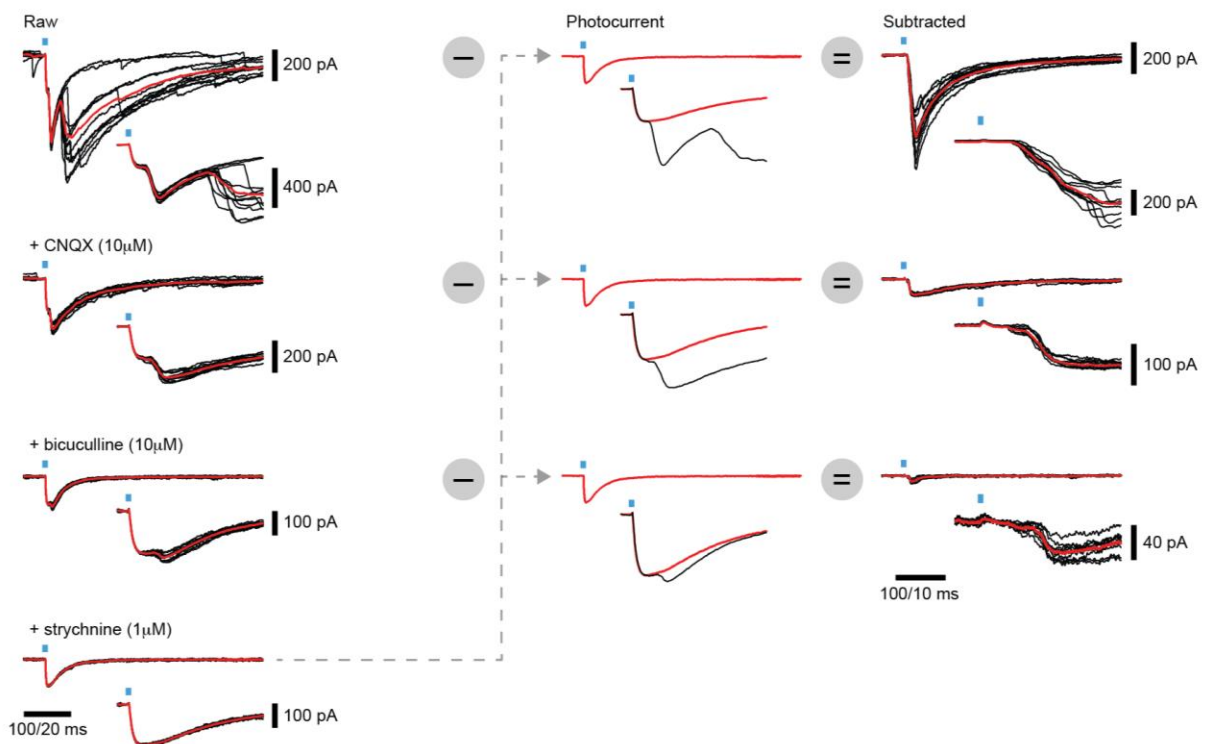 Raw
Photocurrent
Subtracted
−
=
200 pA
200 pA
400 pA
200 pA
+ CNQX (10μM)
−
=
200 pA
100 pA
+ bicuculline (10μM)
−
=
100 pA
40 pA
100/10 ms
+ strychnine (1μM)
100 pA
100/20 ms